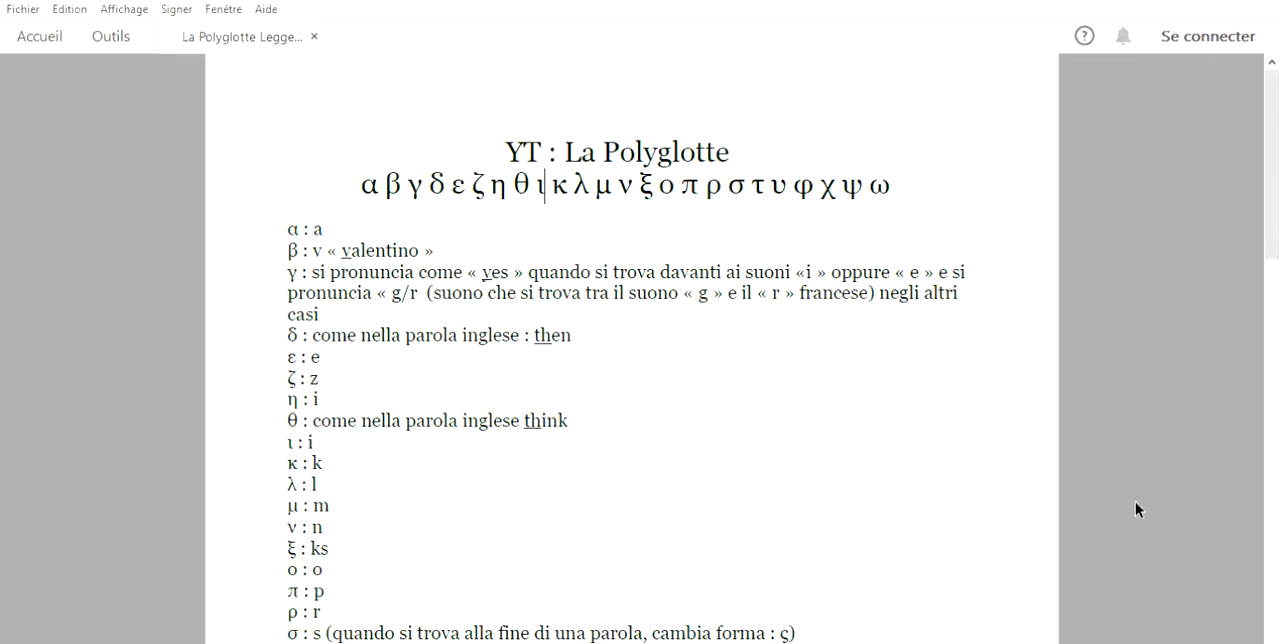 Fichier Edition Affichage Signer Fenêtre Aide
Accueil Outils La Polyglotte Legge... × ? Se connecter
YT : La Polyglotte
α β γ δ ε ζ η θ ι κ λ μ ν ξ ο π ρ σ τ υ φ χ ψ ω
α : a
β : v « valentino »
γ : si pronuncia come « yes » quando si trova davanti ai suoni «i » oppure « e » e si
pronuncia « g/r (suono che si trova tra il suono « g » e il « r » francese) negli altri
casi
δ : come nella parola inglese : then
ε : e
ζ : z
η : i
θ : come nella parola inglese think
ι : i
κ : k
λ : l
μ : m
ν : n
ξ : ks
ο : o
π : p
ρ : r
σ : s (quando si trova alla fine di una parola, cambia forma : ς)